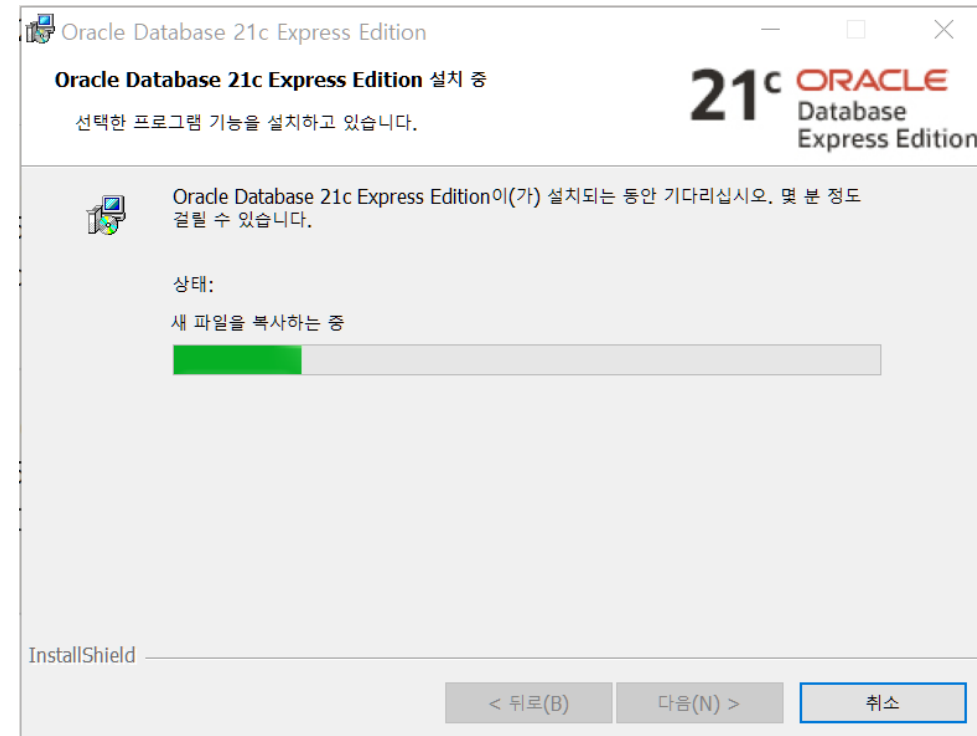 Oracle Database 21c Express Edition
Oracle Database 21c Express Edition 설치 중
선택한 프로그램 기능을 설치하고 있습니다.
21c ORACLE
Database
Express Edition
Oracle Database 21c Express Edition이(가) 설치되는 동안 기다리십시오. 몇 분 정도
걸릴 수 있습니다.
상태:
새 파일을 복사하는 중
InstallShield
< 뒤로(B) 다음(N) > 취소